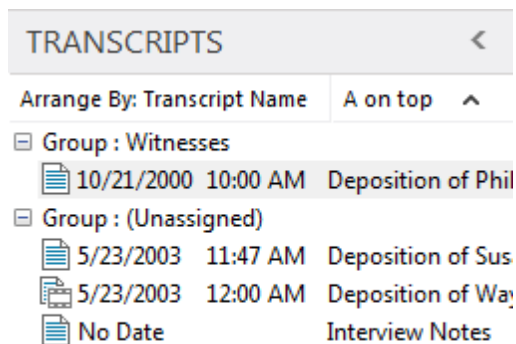 TRANSCRIPTS
Arrange By: Transcript Name A on top
Group : Witnesses
10/21/2000 10:00 AM Deposition of Phil
Group : (Unassigned)
5/23/2003 11:47 AM Deposition of Sus
5/23/2003 12:00 AM Deposition of Way
No Date Interview Notes